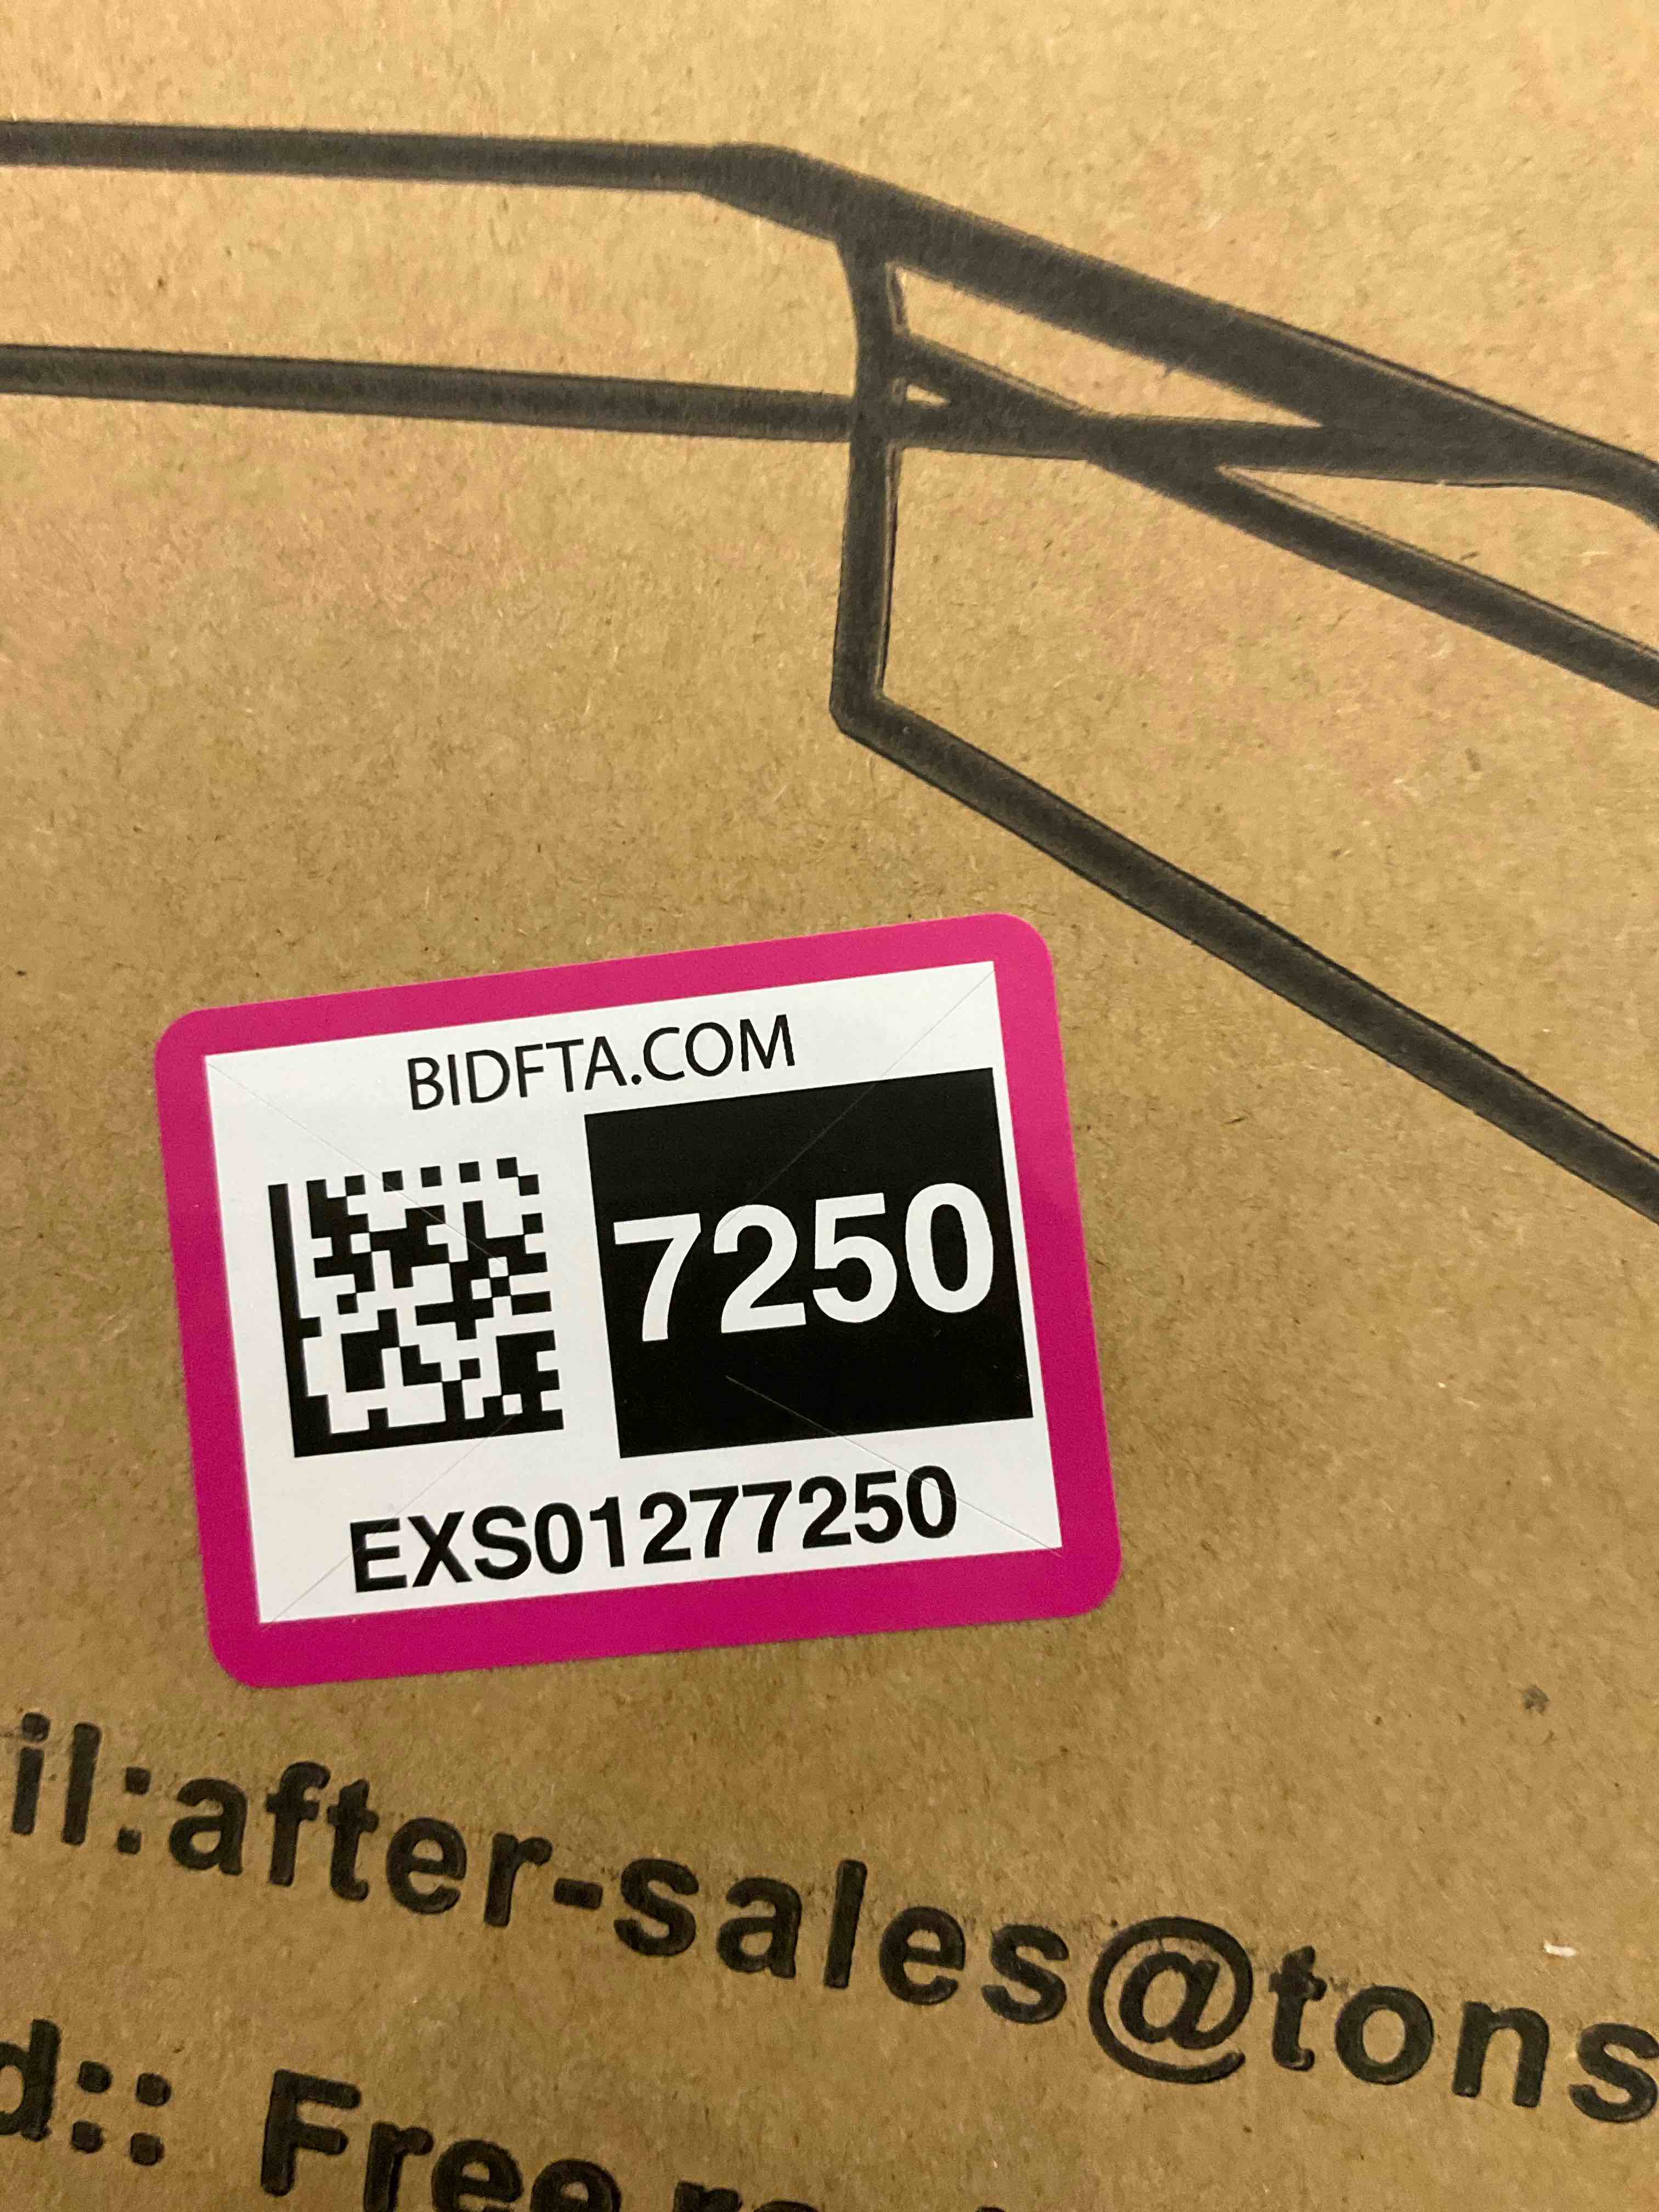 BIDFTA.COM
7250
EXS01277250
il:after-sales@tons
d:: Free